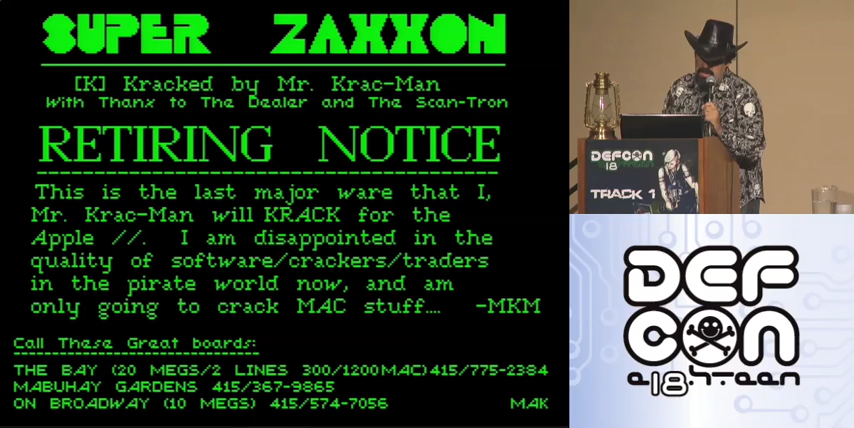 SUPER ZAXXON
[K] Kracked by Mr. Krac-Man
With Thanx to The Dealer and The Scan-Tron
RETIRING NOTICE
This is the last major ware that I,
Mr. Krac-Man will KRACK for the
Apple //. I am disappointed in the
quality of software/crackers/traders
in the pirate world now, and am
only going to crack MAC stuff.... -MKM
Call These Great boards:
THE BAY (20 MEGS/2 LINES 300/1200MAC)415/775-2384
MABUHAY GARDENS 415/367-9865
ON BROADWAY (10 MEGS) 415/574-7056 MAK
DEFCON
18
TRACK 1
DEF
CON
e18h.teen